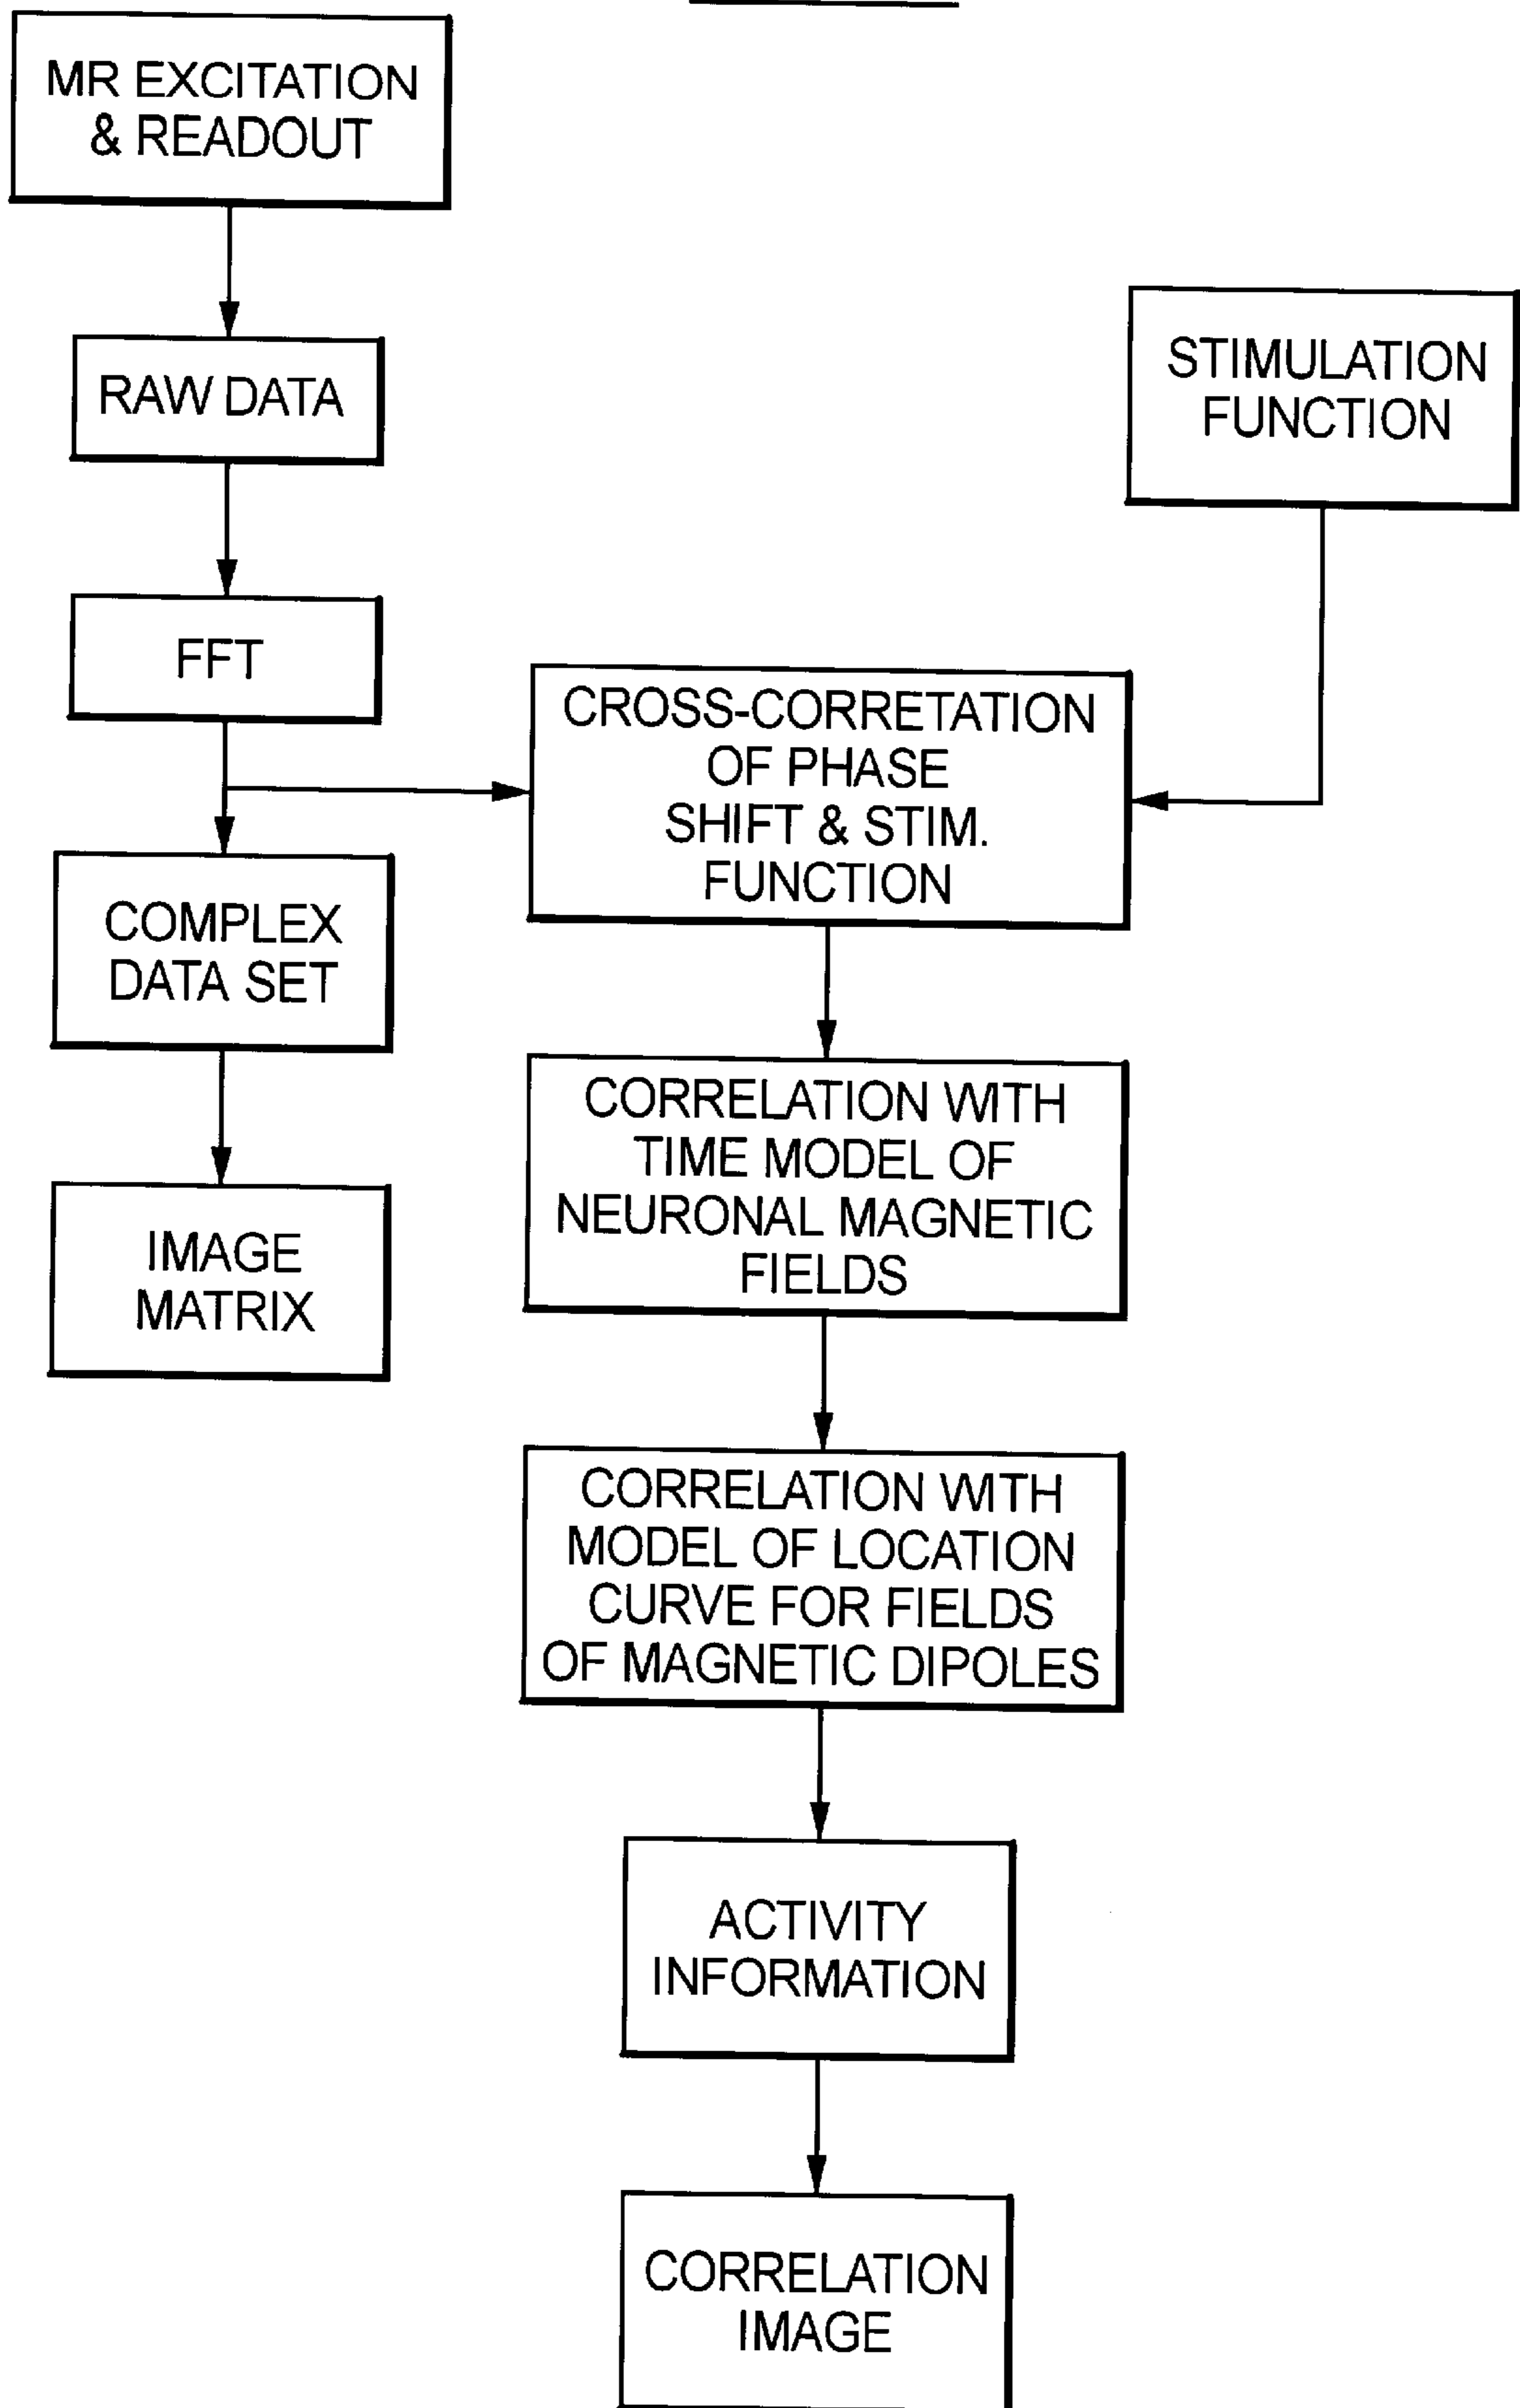 MR EXCITATION
& READOUT
RAW DATA
STIMULATION
FUNCTION
FFT
CROSS-CORRETATION
OF PHASE
SHIFT & STIM.
FUNCTION
COMPLEX
DATA SET
CORRELATION WITH
TIME MODEL OF
NEURONAL MAGNETIC
FIELDS
IMAGE
MATRIX
CORRELATION WITH
MODEL OF LOCATION
CURVE FOR FIELDS
OF MAGNETIC DIPOLES
ACTIVITY
INFORMATION
CORRELATION
IMAGE